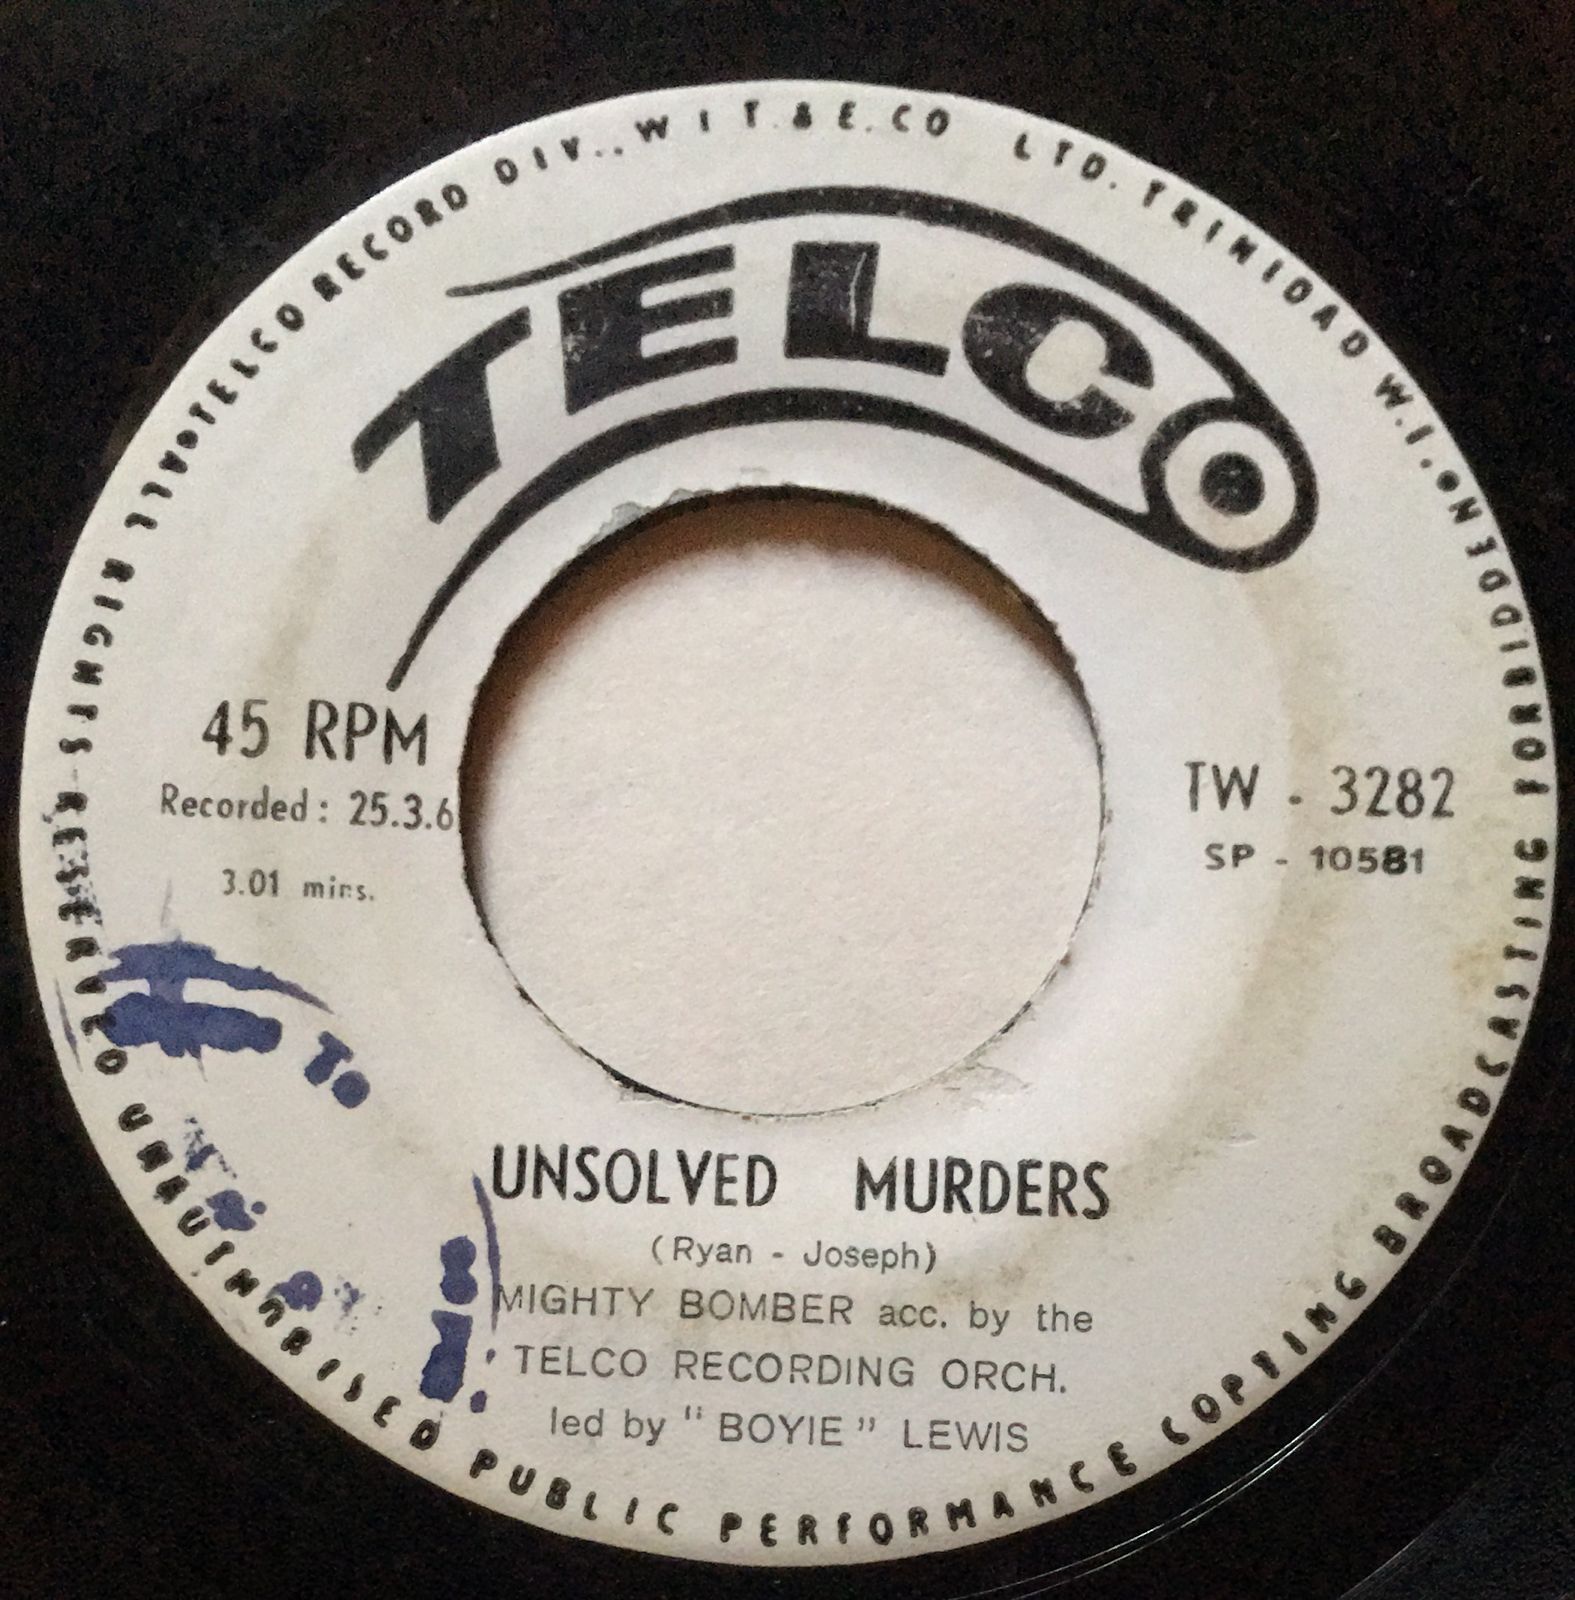 TELCO RECORD DIV.., W I T. & E. CO LTD. TRINIDAD W.I.
TELCO
45 RPM
Recorded: 25.3.6
3.01 mins.
TW - 3282
SP - 10581
To
UNSOLVED MURDERS
(Ryan - Joseph)
MIGHTY BOMBER acc. by the
TELCO RECORDING ORCH.
led by "BOYIE" LEWIS
ALL RIGHTS RESERVED UNAUTHORISED PUBLIC PERFORMANCE COPYING BROADCASTING FORBIDDEN